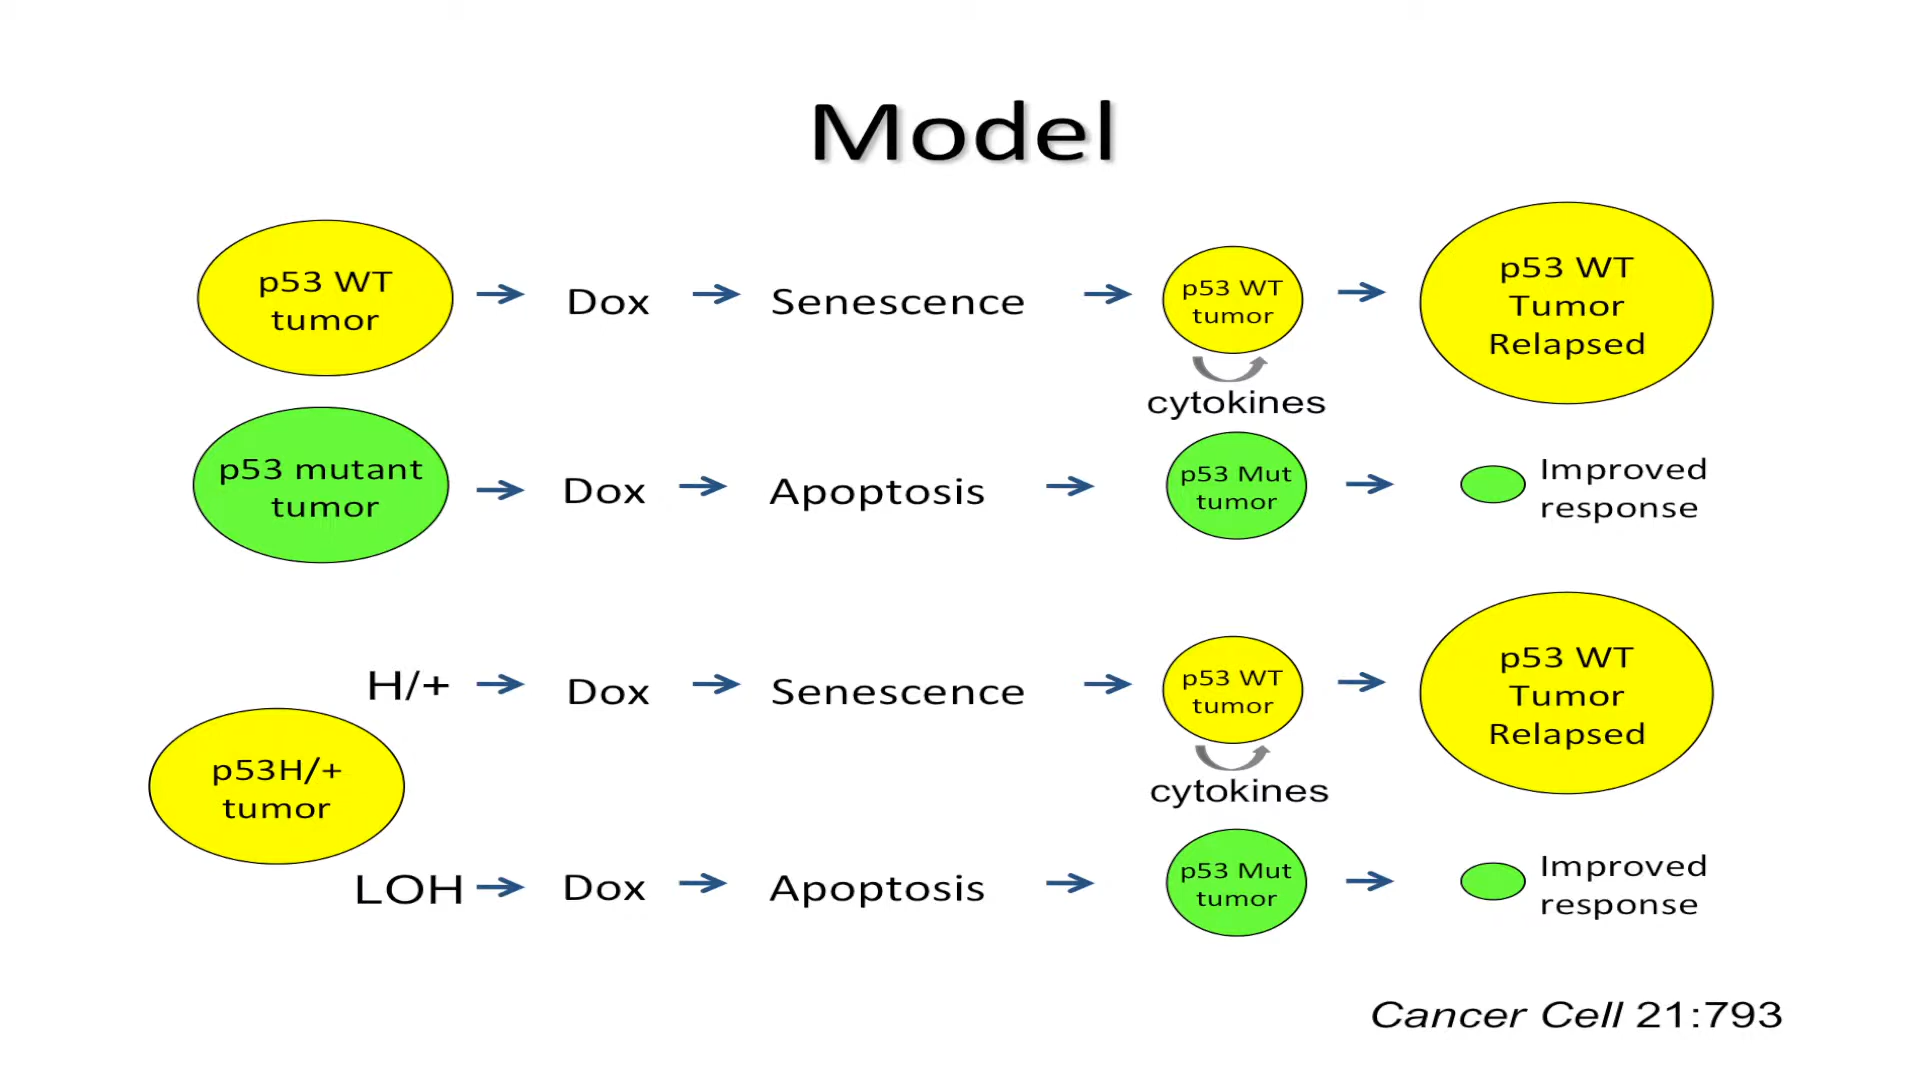 Model
p53 WT
tumor
Dox
Senescence
p53 WT
tumor
cytokines
p53 WT
Tumor
Relapsed
p53 mutant
tumor
Dox
Apoptosis
p53 Mut
tumor
Improved
response
p53H/+
tumor
H/+
Dox
Senescence
p53 WT
tumor
cytokines
p53 WT
Tumor
Relapsed
LOH
Dox
Apoptosis
p53 Mut
tumor
Improved
response
Cancer Cell 21:793